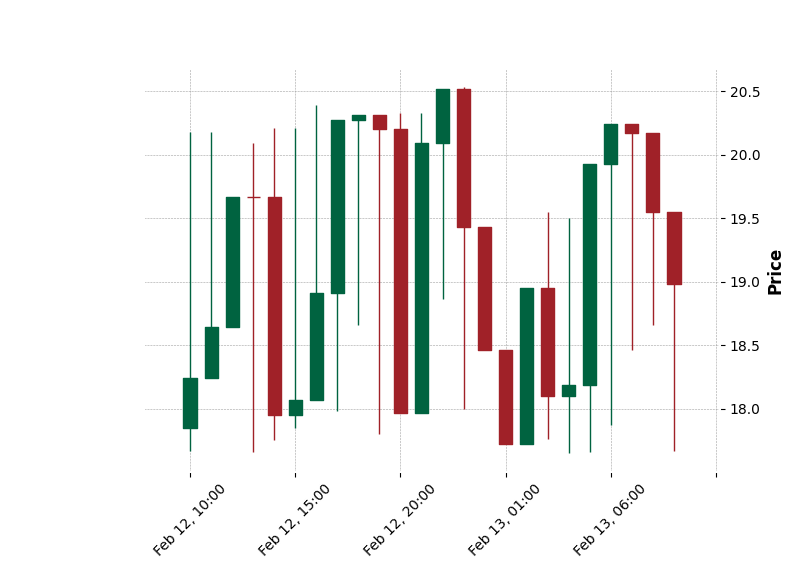 20.5
20.0
19.5
19.0
18.5
18.0
Price
Feb 12, 10:00
Feb 12, 15:00
Feb 12, 20:00
Feb 13, 01:00
Feb 13, 06:00